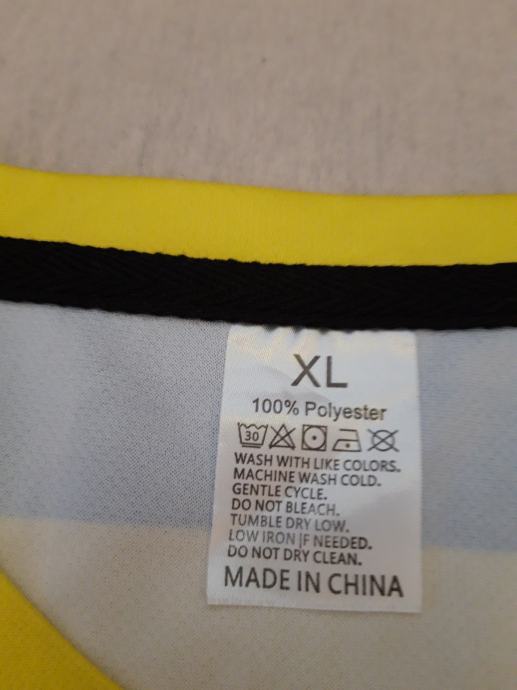 XL
100% Polyester
30
WASH WITH LIKE COLORS.
MACHINE WASH COLD.
GENTLE CYCLE.
DO NOT BLEACH.
TUMBLE DRY LOW.
LOW IRON |F NEEDED.
DO NOT DRY CLEAN.
MADE IN CHINA